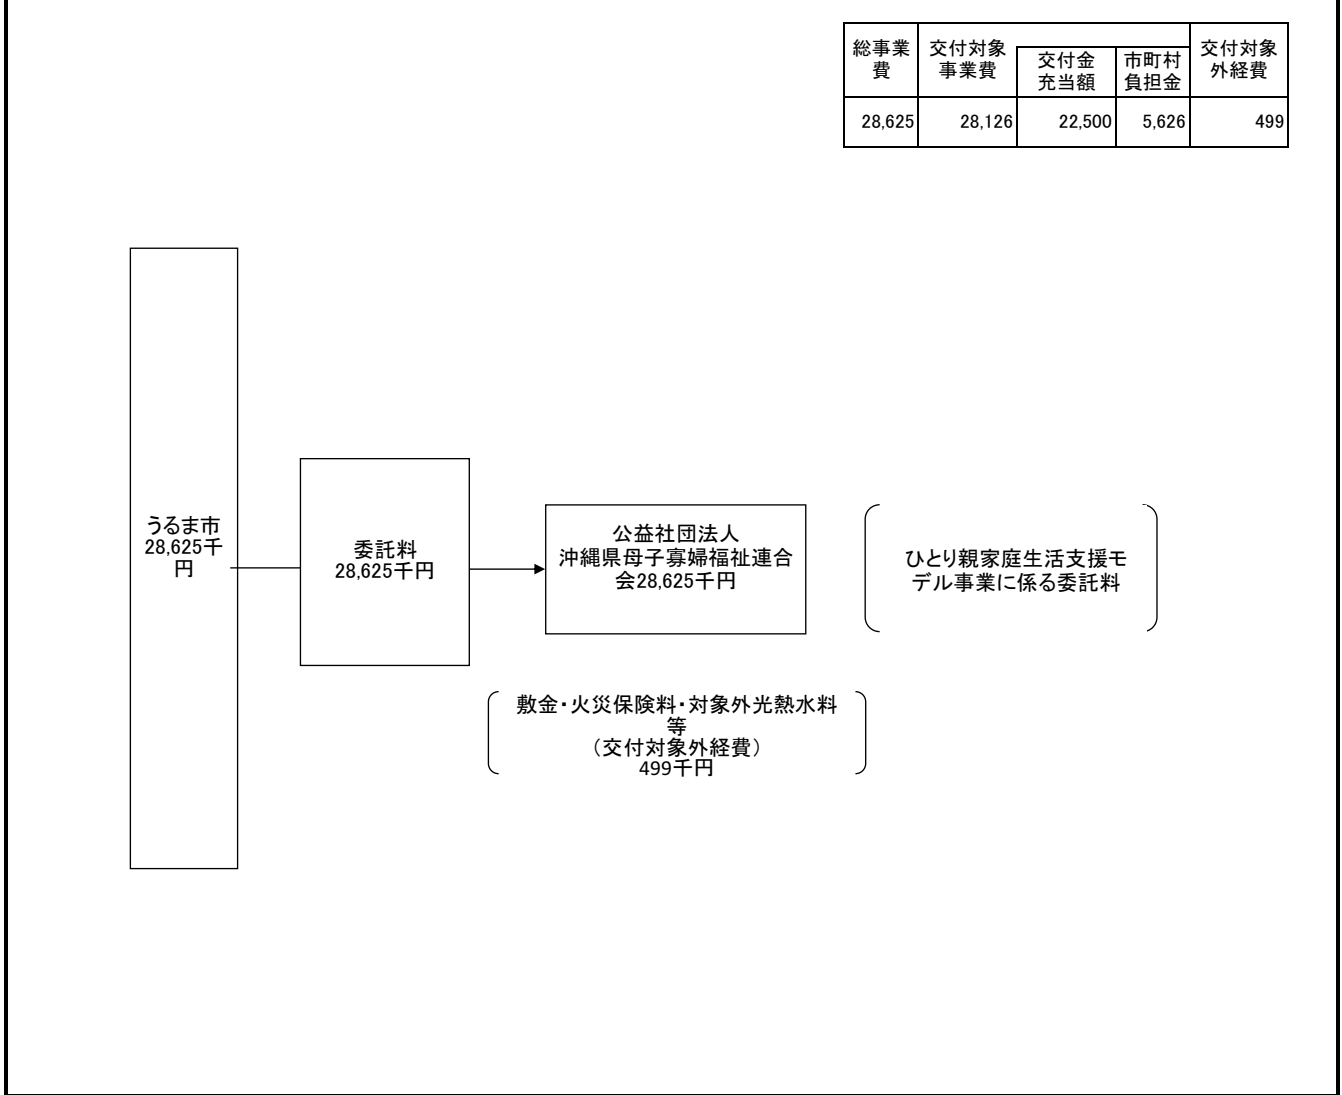 総事業
費
交付対象
事業費
交付金
充当額
市町村
負担金
交付対象
外経費
28,625
28,126
22,500
5,626
499
うるま市
28,625千
円
委託料
28,625千円
公益社団法人
沖縄県母子寡婦福祉連合
会28,625千円
ひとり親家庭生活支援モ
デル事業に係る委託料
敷金・火災保険料・対象外光熱水料
等
（交付対象外経費）
499千円